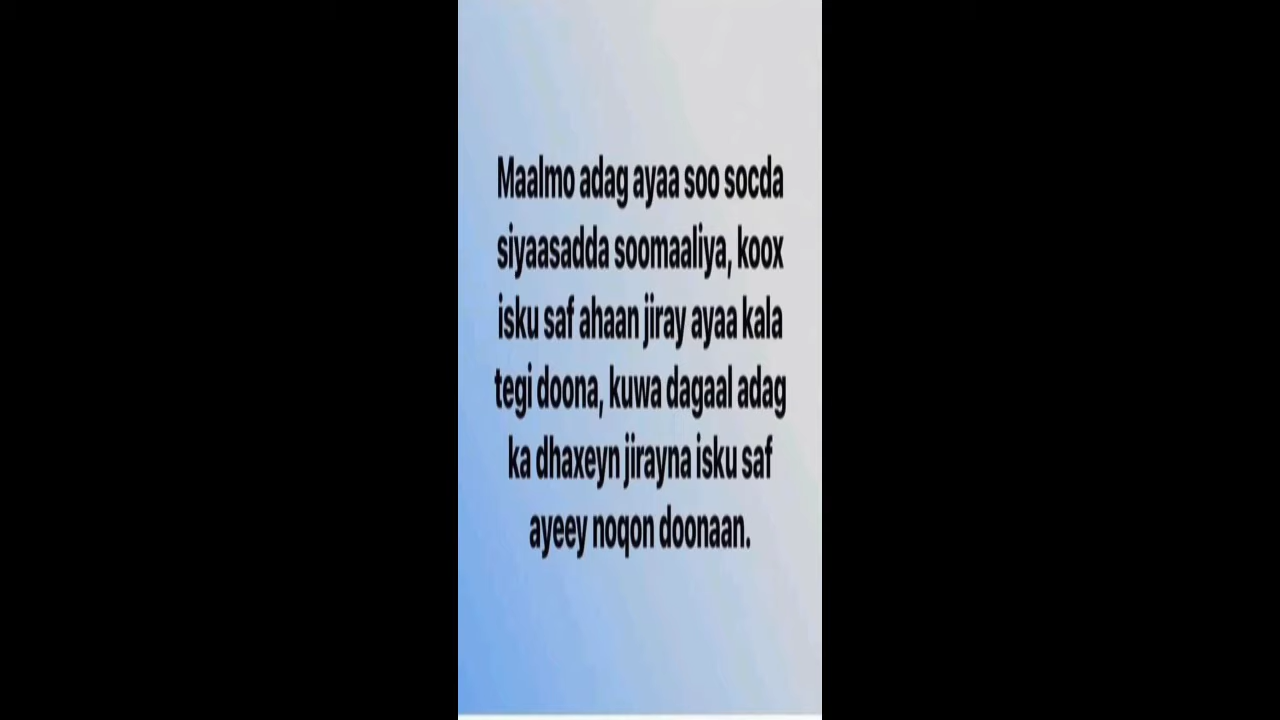 Maalmo adag ayaa soo socda
siyaasadda soomaaliya, koox
isku saf ahaan jiray ayaa kala
tegi doona, kuwa dagaal adag
ka dhaxeyn jirayna isku saf
ayeey noqon doonaan.